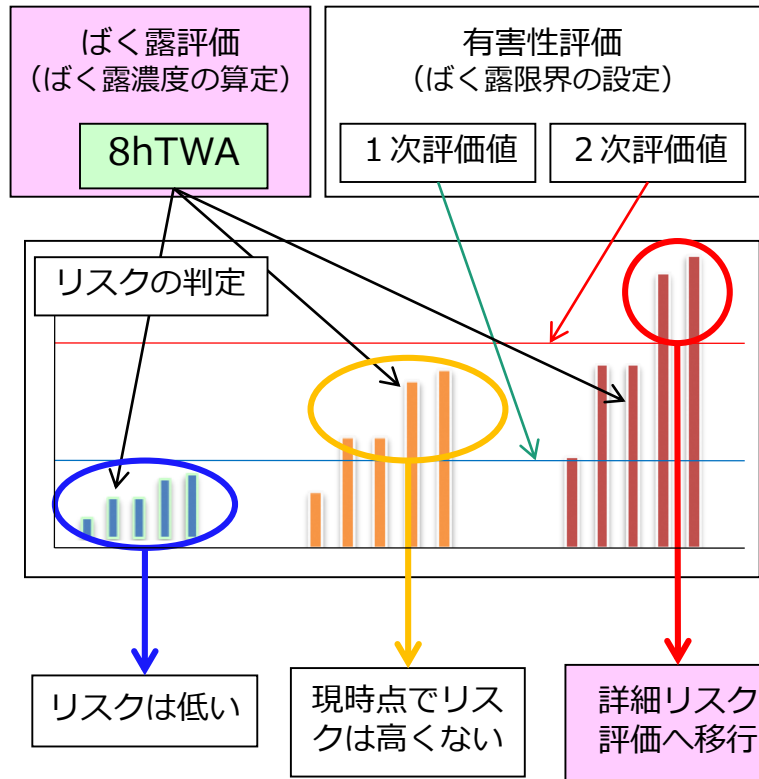 ばく露評価
（ばく露濃度の算定）
8hTWA
有害性評価
（ばく露限界の設定）
１次評価値
２次評価値
リスクの判定
リスクは低い
現時点でリス
クは高くない
詳細リスク
評価へ移行